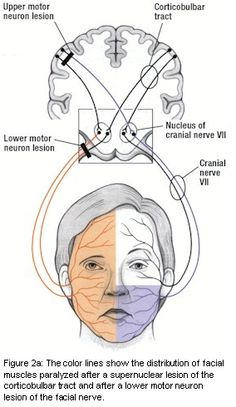 Upper motor
neuron lesion
Corticobulbar
tract
Nucleus of
cranial nerve VII
Lower motor
neuron lesion
Cranial
nerve
VII
Figure 2a: The color lines show the distribution of facial
muscles paralyzed after a supernuclear lesion of the
corticobulbar tract and after a lower motor neuron
lesion of the facial nerve.